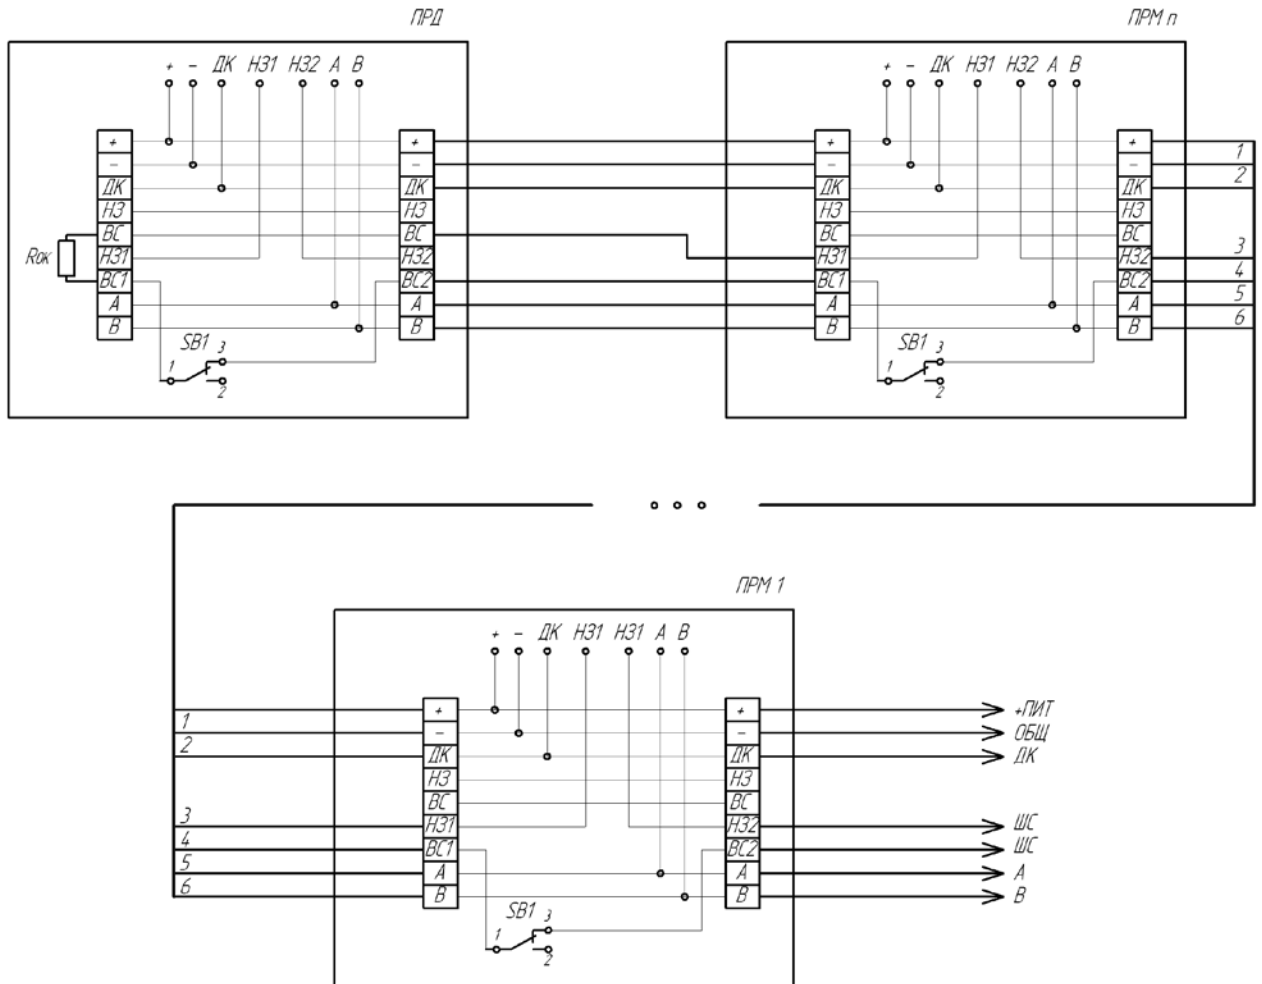 ПРД
ПРМ n
+ – ДК НЗ1 НЗ2 А В
+ – ДК НЗ1 НЗ2 А В
+ + + +
– – – – 1
ДК ДК ДК ДК 2
НЗ НЗ НЗ НЗ
ВС ВС ВС ВС
Rок НЗ1 НЗ2 НЗ1 НЗ2 3
ВС1 ВС2 ВС1 ВС2 4
А А А А 5
В В В В 6
SB1 3 SB1 3
1 1
2 2
ПРМ 1
+ – ДК НЗ1 НЗ1 А В
+ + +ПИТ
1 – – ОБЩ
2 ДК ДК ДК
НЗ НЗ
ВС ВС
3 НЗ1 НЗ2 ШС
4 ВС1 ВС2 ШС
5 А А А
6 В В В
SB1 3
1
2